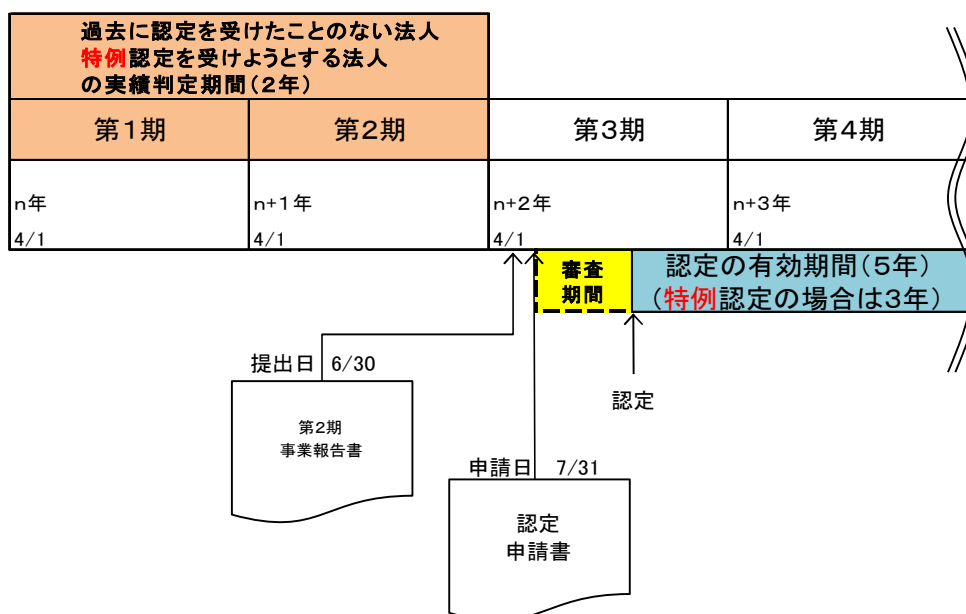 過去に認定を受けたことのない法人
特例認定を受けようとする法人
の実績判定期間（２年）
第１期
第２期
第３期
第４期
n年
4/1
n+1年
4/1
n+2年
4/1
n+3年
4/1
審査
期間
認定の有効期間（5年）
（特例認定の場合は3年）
提出日 6/30
認定
第2期
事業報告書
申請日 7/31
認定
申請書